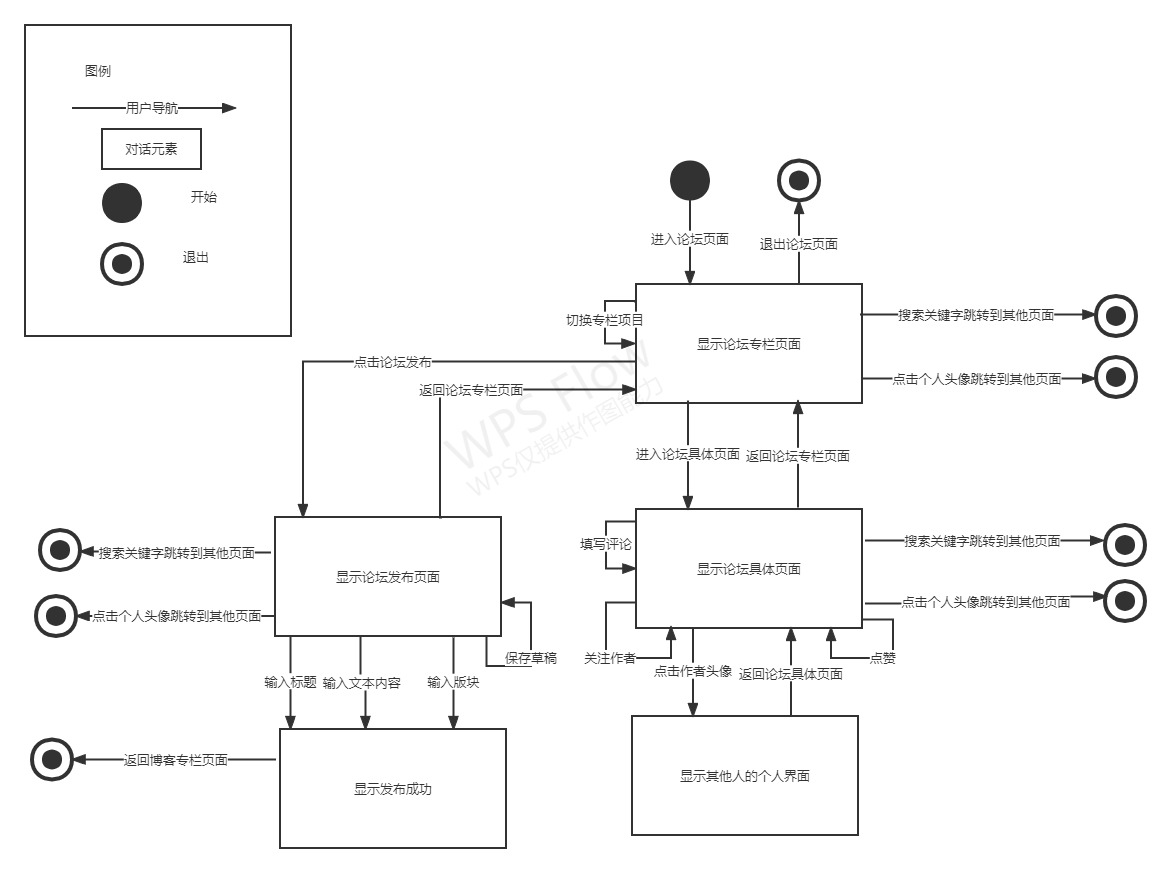 图例
用户导航
对话元素
开始
退出
进入论坛页面
退出论坛页面
切换专栏项目
显示论坛专栏页面
搜索关键字跳转到其他页面
点击个人头像跳转到其他页面
点击论坛发布
返回论坛专栏页面
WPS Flow
WPS仅提供作图能力
进入论坛具体页面
返回论坛专栏页面
填写评论
显示论坛具体页面
搜索关键字跳转到其他页面
点击个人头像跳转到其他页面
搜索关键字跳转到其他页面
显示论坛发布页面
点击个人头像跳转到其他页面
保存草稿
关注作者
点击作者头像
返回论坛具体页面
点赞
输入标题
输入文本内容
输入版块
返回博客专栏页面
显示发布成功
显示其他人的个人界面